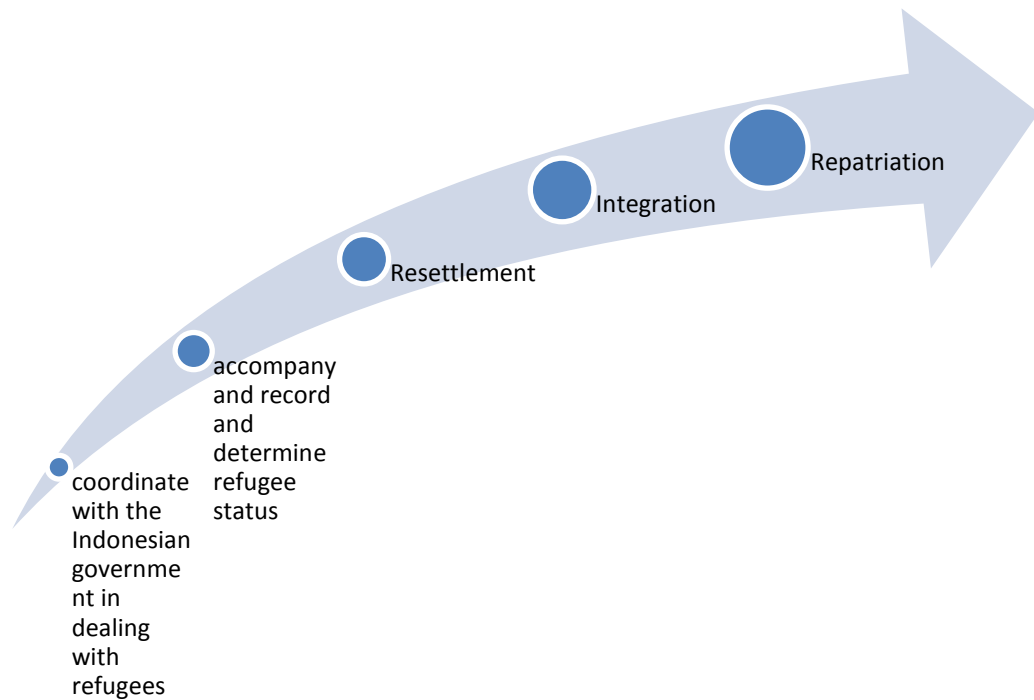 coordinate
with the
Indonesian
governme
nt in
dealing
with
refugees
accompany
and record
and
determine
refugee
status
Resettlement
Integration
Repatriation